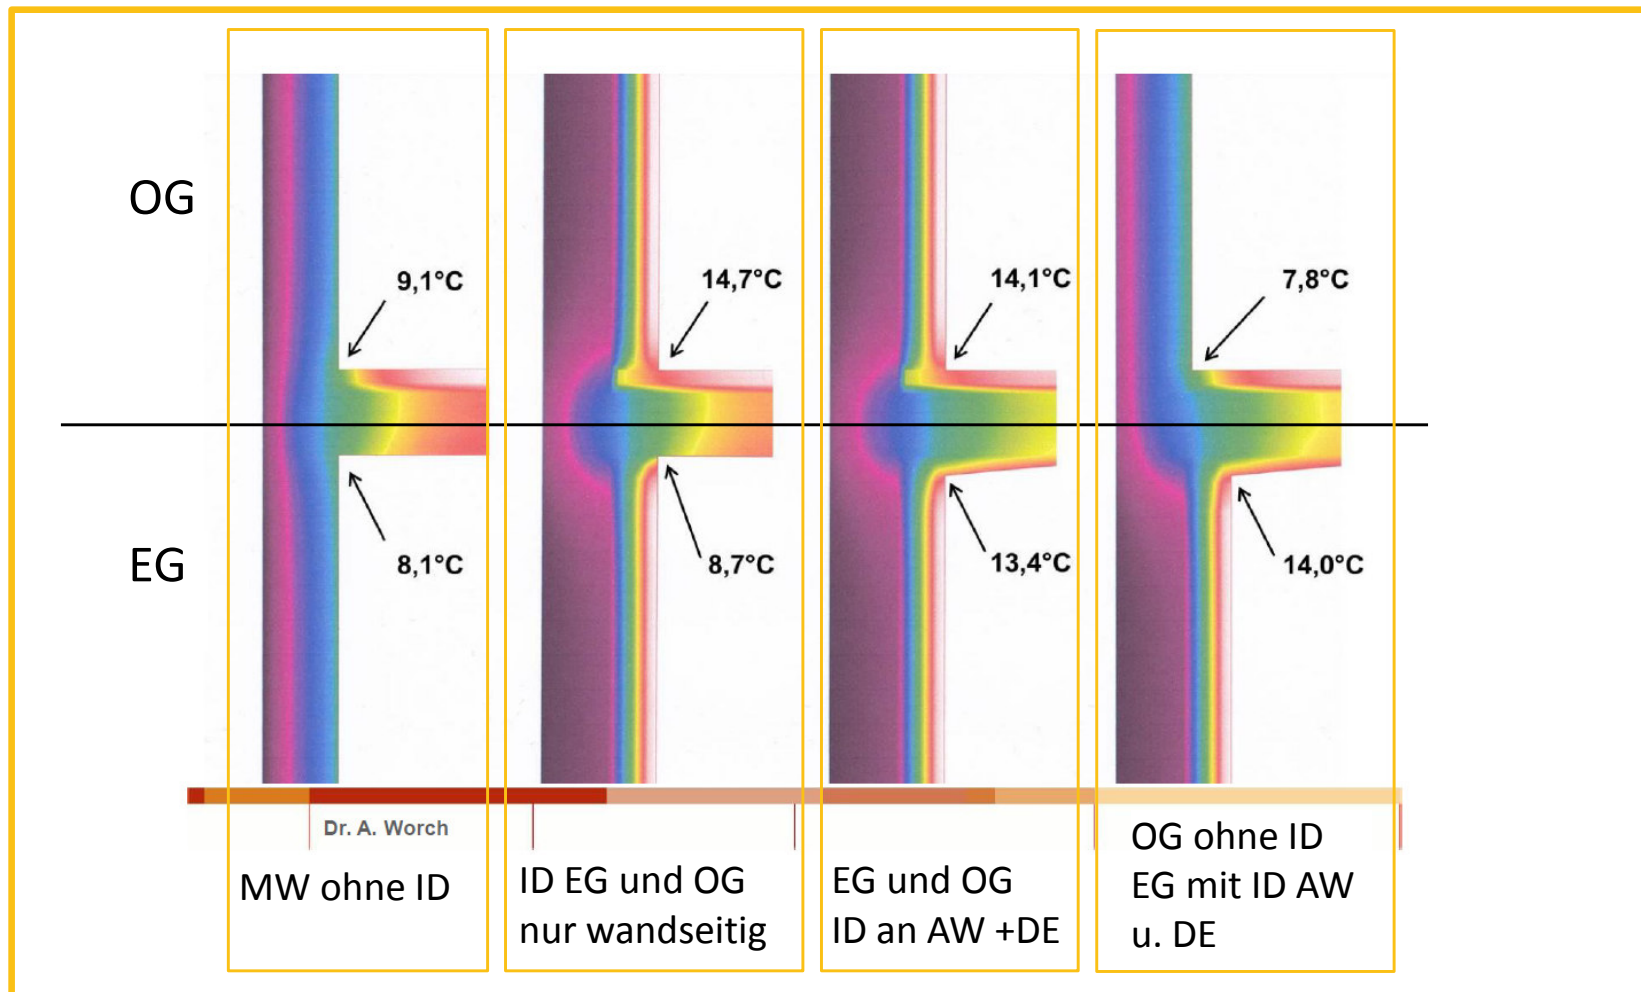 OG
9,1°C
14,7°C
14,1°C
7,8°C
EG
8,1°C
8,7°C
13,4°C
14,0°C
Dr. A. Worch
MW ohne ID
ID EG und OG
nur wandseitig
EG und OG
ID an AW +DE
OG ohne ID
EG mit ID AW
u. DE